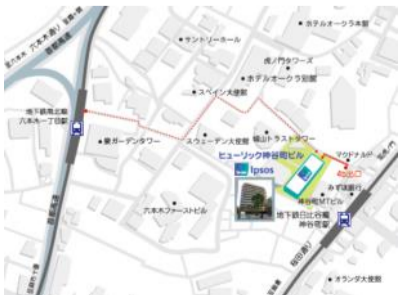 ホテルオークラ本館
サントリーホール
虎ノ門タワーズ
ホテルオークラ別館
スペイン大使館
地下鉄南北線
六本木一丁目駅
泉ガーデンタワー
スウェーデン大使館
城山トラストタワー
ヒューリック神谷町ビル
Ipsos
マクドナルド
4b出口
みずほ銀行
神谷町MTビル
六本木ファーストビル
地下鉄日比谷線
神谷町駅
桜田通り
オランダ大使館
六本木通り
首都高速